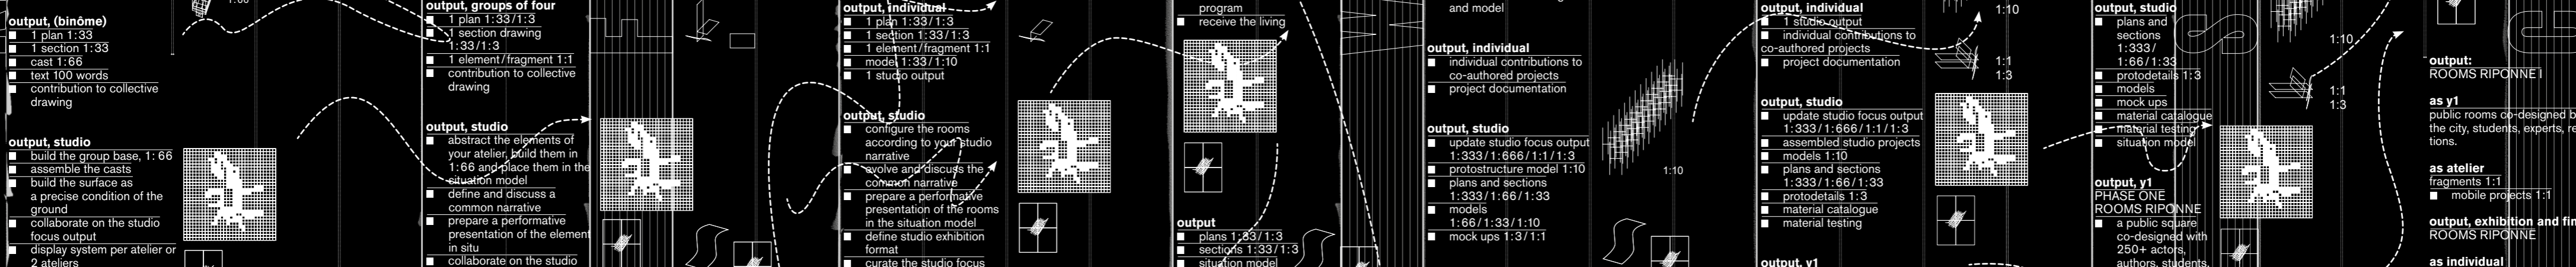 output, (binôme)
1 plan 1:33
1 section 1:33
cast 1:66
text 100 words
contribution to collective
drawing
output, studio
build the group base, 1: 66
assemble the casts
build the surface as
a precise condition of the
ground
collaborate on the studio
focus output
display system per atelier or
2 ateliers
output, groups of four
1 plan 1:33/1:3
1 section drawing
1:33/1:3
1 element/fragment 1:1
contribution to collective
drawing
output, studio
abstract the elements of
your atelier, build them in
1:66 and place them in the
situation model
define and discuss a
common narrative
prepare a performative
presentation of the element
in situ
collaborate on the studio
output, individual
1 plan 1:33/1:3
1 section 1:33/1:3
1 element/fragment 1:1
model 1:33/1:10
1 studio output
output, studio
configure the rooms
according to your studio
narrative
evolve and discuss the
common narrative
prepare a performative
presentation of the rooms
in the situation model
define studio exhibition
format
curate the studio focus
program
receive the living
output
plans 1:33/1:3
sections 1:33/1:3
situation model
and model
output, individual
individual contributions to
co-authored projects
project documentation
output, studio
update studio focus output
1:333/1:666/1:1/1:3
protostructure model 1:10
plans and sections
1:333/1:66/1:33
models
1:66/1:33/1:10
mock ups 1:3/1:1
1:10
output, individual
1 studio output
individual contributions to
co-authored projects
project documentation
output, studio
update studio focus output
1:333/1:666/1:1/1:3
assembled studio projects
models 1:10
plans and sections
1:333/1:66/1:33
protodetails 1:3
material catalogue
material testing
output, y1
1:10
1:1
1:3
output, studio
plans and
sections
1:333/
1:66/1:33
protodetails 1:3
models
mock ups
material catalogue
material testing
situation model
output, y1
PHASE ONE
ROOMS RIPONNE
a public square
co-designed with
250+ actors,
authors, students,
1:10
1:1
1:3
output:
ROOMS RIPONNE I
as y1
public rooms co-designed b
the city, students, experts, re
tions.
as atelier
fragments 1:1
mobile projects 1:1
output, exhibition and fin
ROOMS RIPONNE
as individual